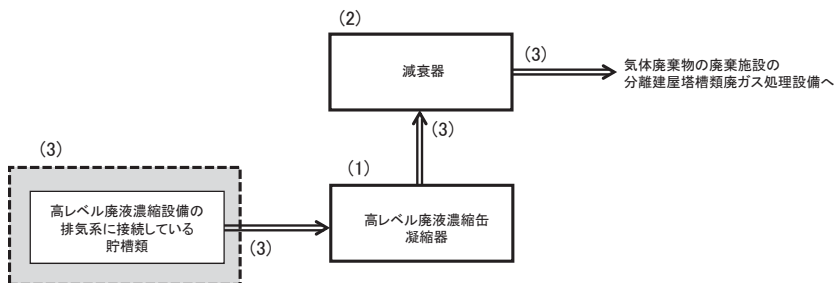 (2)
減衰器
(3)
気体廃棄物の廃棄施設の
分離建屋塔槽類廃ガス処理設備へ
(3)
(3)
高レベル廃液濃縮設備の
排気系に接続している
貯槽類
(3)
(1)
高レベル廃液濃縮缶
凝縮器